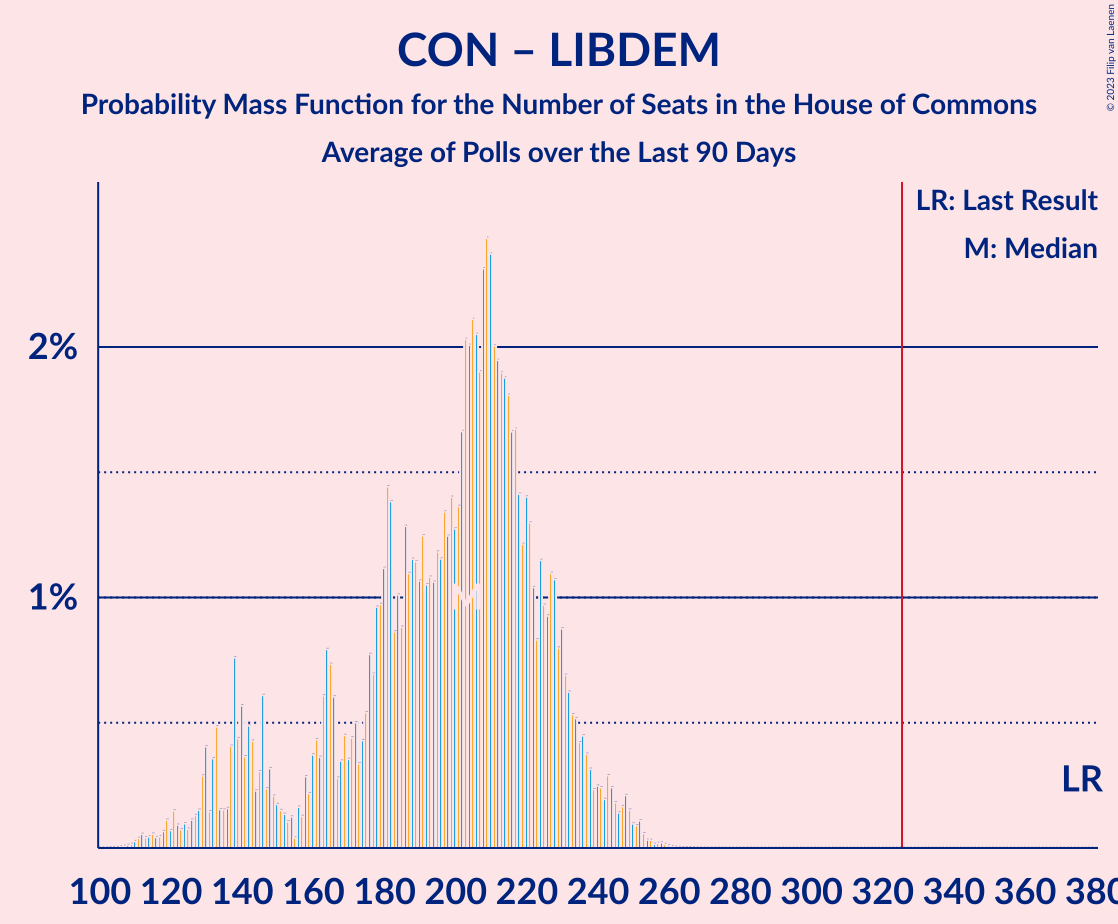 CON – LIBDEM
Probability Mass Function for the Number of Seats in the House of Commons
Average of Polls over the Last 90 Days
© 2023 Filip van Laenen
LR: Last Result
M: Median
2%
1%
M
LR
100 120 140 160 180 200 220 240 260 280 300 320 340 360 380